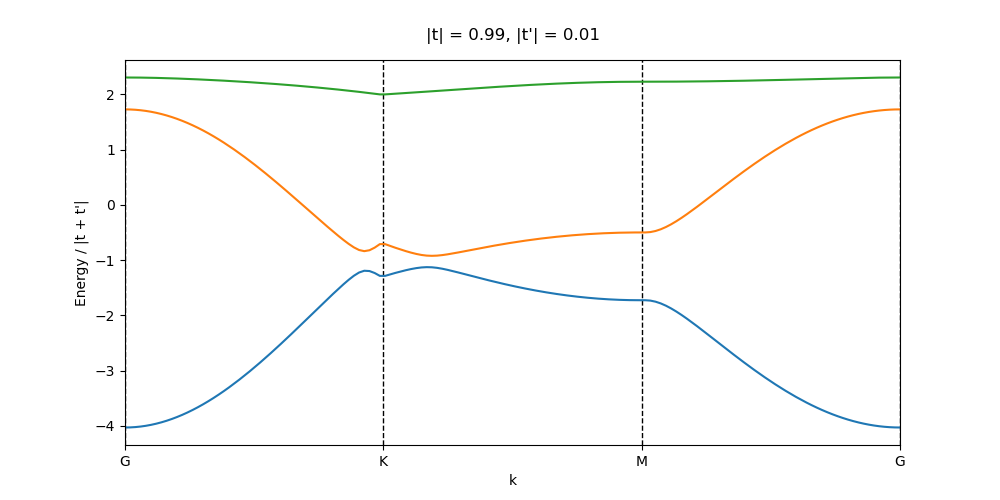 |t| = 0.99, |t'| = 0.01
Energy / |t + t'|
2
1
0
−1
−2
−3
−4
G
K
M
G
k